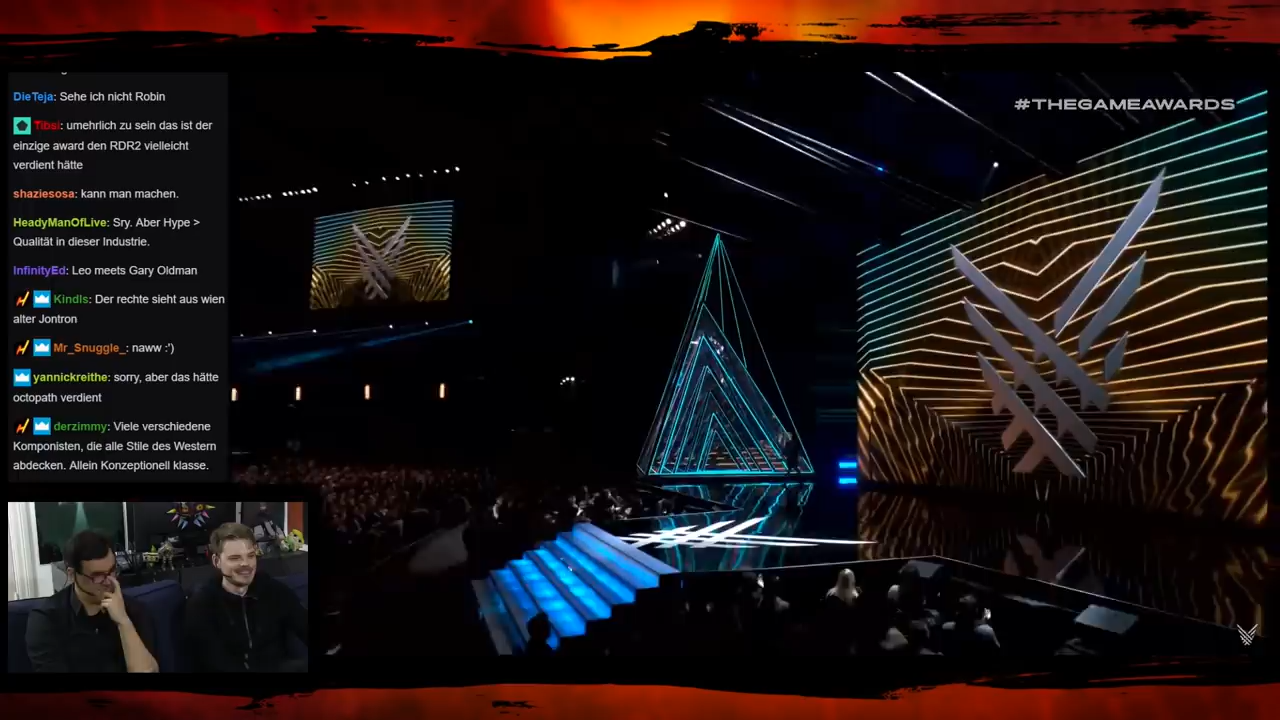 #THEGAMEAWARDS
DieTeja: Sehe ich nicht Robin
Tibsi: umehrlich zu sein das ist der
einzige award den RDR2 vielleicht
verdient hätte
shaziesosa: kann man machen.
HeadyManOfLive: Sry. Aber Hype >
Qualität in dieser Industrie.
InfinityEd: Leo meets Gary Oldman
Kindls: Der rechte sieht aus wien
alter Jontron
Mr_Snuggle_: naww :')
yannickreithe: sorry, aber das hätte
octopath verdient
derzimmy: Viele verschiedene
Komponisten, die alle Stile des Western
abdecken. Allein Konzeptionell klasse.